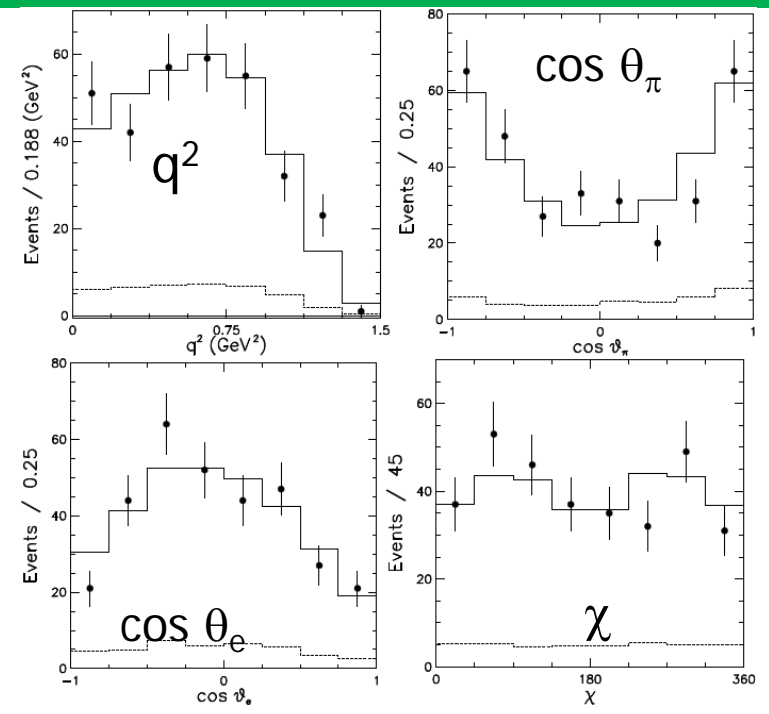 60
40
20
0
Events / 0.188 (GeV²)
q²
0
0.75
1.5
q² (GeV²)
80
60
40
20
0
Events / 0.25
cos θπ
-1
0
1
cos ϑπ
80
60
40
20
0
Events / 0.25
cos θe
-1
0
1
cos ϑe
60
40
20
0
Events / 45
χ
0
180
360
χ